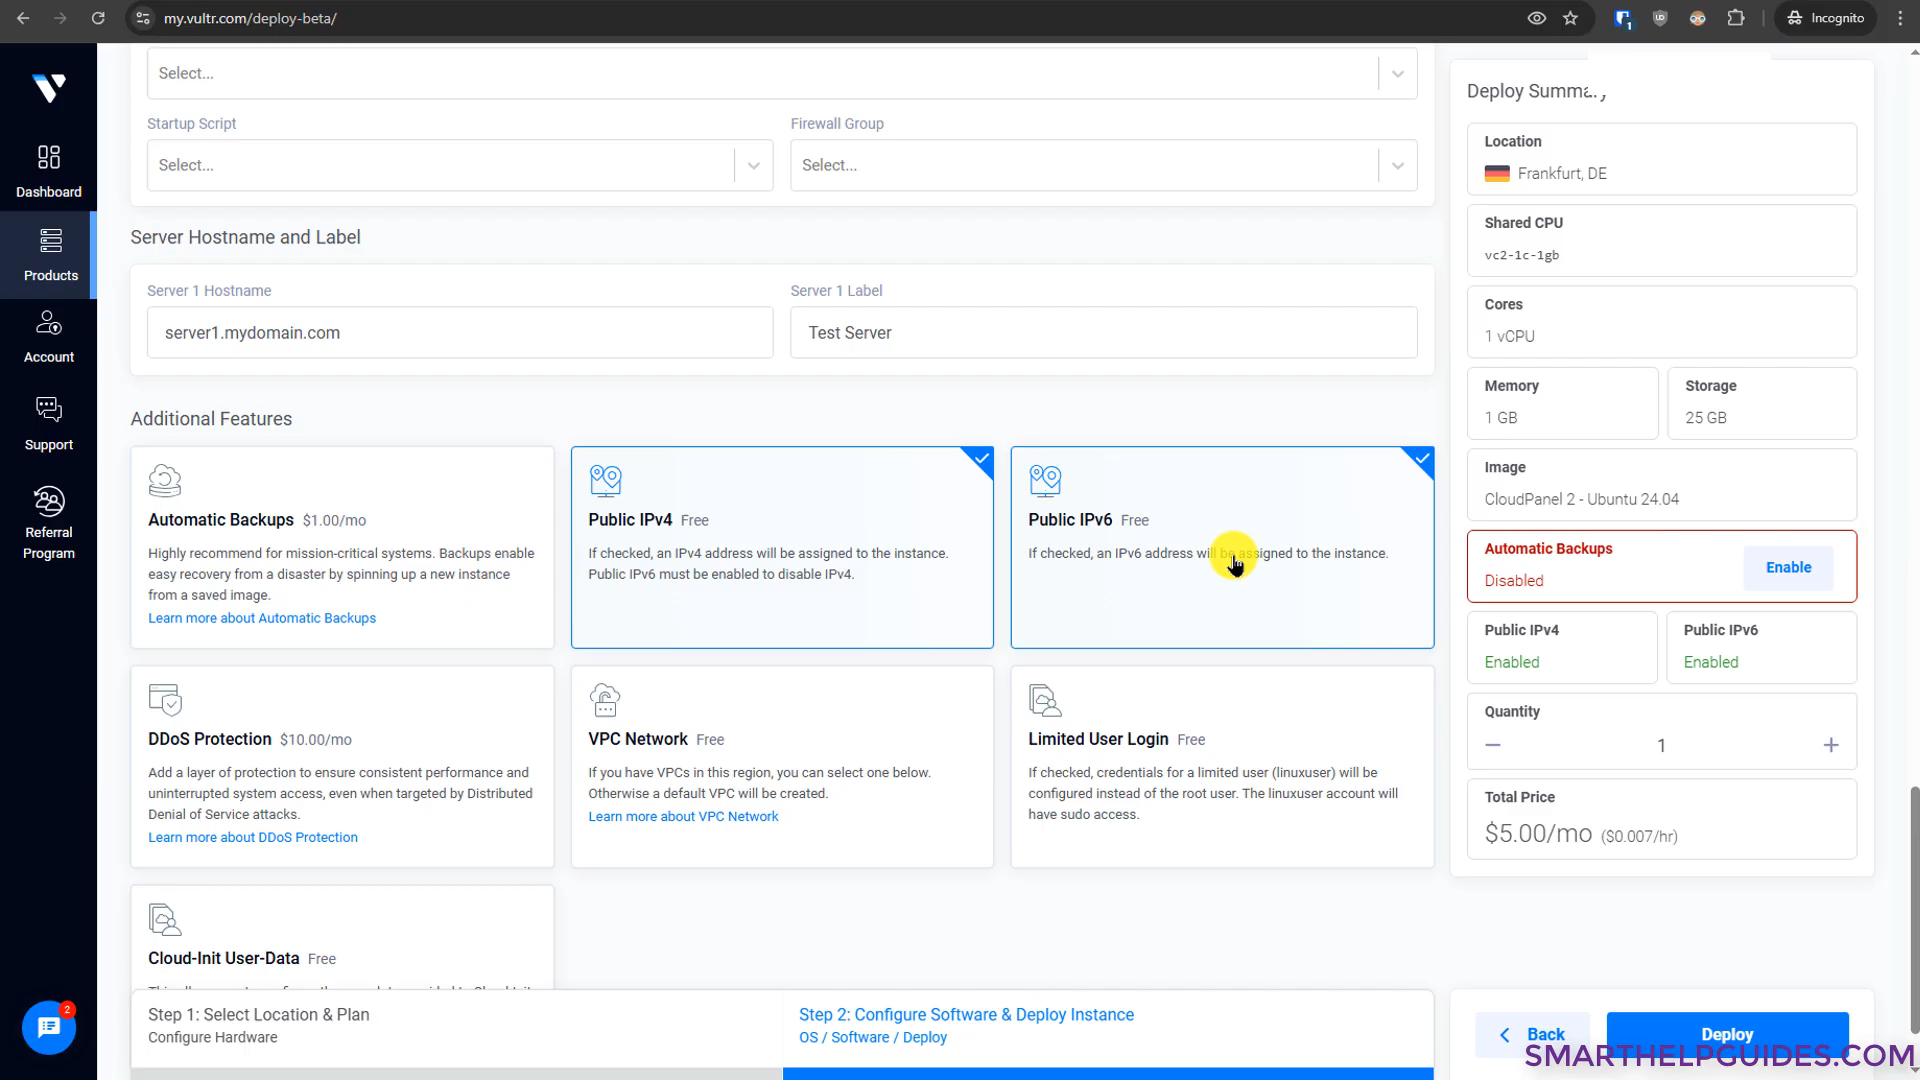 my.vultr.com/deploy-beta/
Incognito
1
Dashboard
Products
Account
Support
Referral
Program
2
Select...
Startup Script
Select...
Firewall Group
Select...
Server Hostname and Label
Server 1 Hostname
server1.mydomain.com
Server 1 Label
Test Server
Additional Features
Automatic Backups $1.00/mo
Highly recommend for mission-critical systems. Backups enable
easy recovery from a disaster by spinning up a new instance
from a saved image.
Learn more about Automatic Backups
Public IPv4 Free
If checked, an IPv4 address will be assigned to the instance.
Public IPv6 must be enabled to disable IPv4.
Public IPv6 Free
If checked, an IPv6 address will be assigned to the instance.
DDoS Protection $10.00/mo
Add a layer of protection to ensure consistent performance and
uninterrupted system access, even when targeted by Distributed
Denial of Service attacks.
Learn more about DDoS Protection
VPC Network Free
If you have VPCs in this region, you can select one below.
Otherwise a default VPC will be created.
Learn more about VPC Network
Limited User Login Free
If checked, credentials for a limited user (linuxuser) will be
configured instead of the root user. The linuxuser account will
have sudo access.
Cloud-Init User-Data Free
Step 1: Select Location & Plan
Configure Hardware
Step 2: Configure Software & Deploy Instance
OS / Software / Deploy
Deploy Summary
Location
Frankfurt, DE
Shared CPU
vc2-1c-1gb
Cores
1 vCPU
Memory
1 GB
Storage
25 GB
Image
CloudPanel 2 - Ubuntu 24.04
Automatic Backups
Disabled
Enable
Public IPv4
Enabled
Public IPv6
Enabled
Quantity
1
Total Price
$5.00/mo ($0.007/hr)
Back
Deploy
SMARTHELPGUIDES.COM